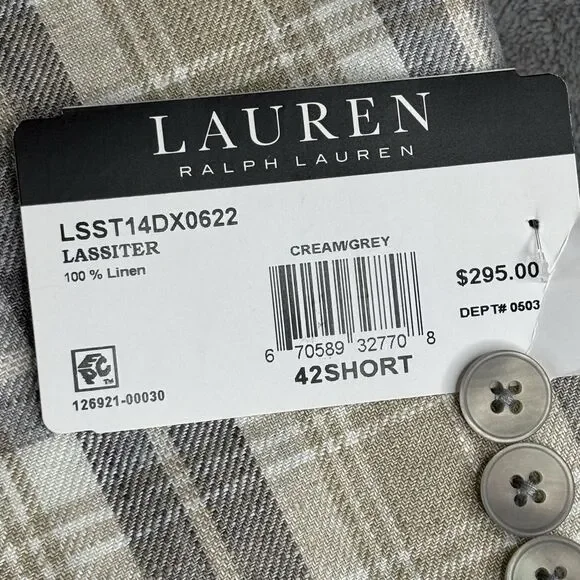 LAUREN
RALPH LAUREN
LSST14DX0622
LASSITER
100 % Linen
CREAM/GREY
6 70589 32770 8
42SHORT
$295.00
DEPT# 0503
EPC™
126921-00030